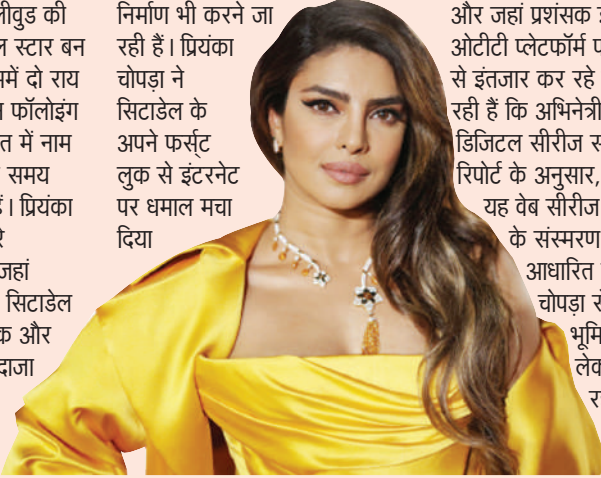 लीवुड की
ल स्टार बन
में दो राय
फॉलोइंग
त में नाम
समय
हैं। प्रियंका
रे
जहां
सिटाडेल
क और
दाजा
निर्माण भी करने जा
रही हैं। प्रियंका
चोपड़ा ने
सिटाडेल के
अपने फर्स्ट
लुक से इंटरनेट
पर धमाल मचा
दिया
और जहां प्रशंसक
ओटीटी प्लेटफॉर्म प
से इंतजार कर रहे
रही हैं कि अभिनेत्री
डिजिटल सीरीज स
रिपोर्ट के अनुसार,
यह वेब सीरीज
के संस्मरण
आधारित
चोपड़ा
भूमि
लेक
र